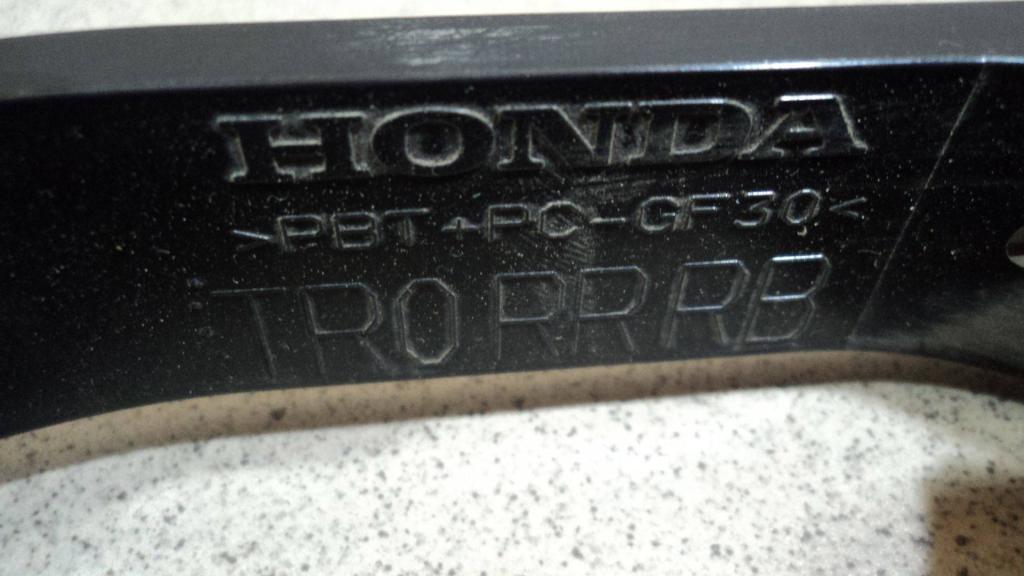 HONDA
>PBT+PC-GF30<
TR0 RR RB